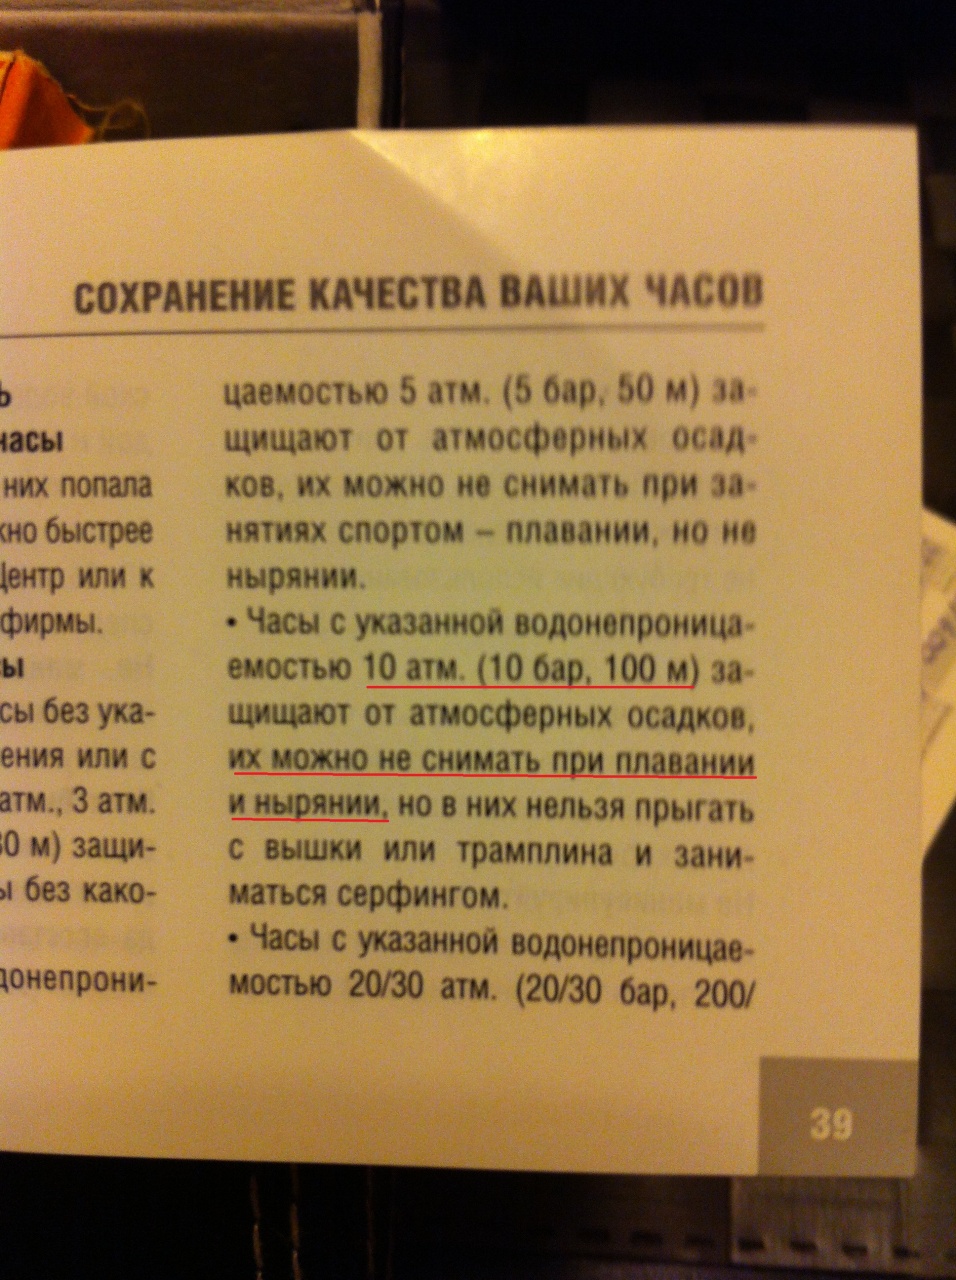 СОХРАНЕНИЕ КАЧЕСТВА ВАШИХ ЧАСОВ
Ь
часы
них попала
жно быстрее
Центр или к
фирмы.
сы без ука-
ения или с
атм., 3 атм.
30 м) защи-
ы без како-
донепрони-
цаемостью 5 атм. (5 бар, 50 м) за-
щищают от атмосферных осад-
ков, их можно не снимать при за-
нятиях спортом – плавании, но не
нырянии.
• Часы с указанной водонепроница-
емостью 10 атм. (10 бар, 100 м) за-
щищают от атмосферных осадков,
их можно не снимать при плавании
и нырянии, но в них нельзя прыгать
с вышки или трамплина и зани-
маться серфингом.
• Часы с указанной водонепроницае-
мостью 20/30 атм. (20/30 бар, 200/
39